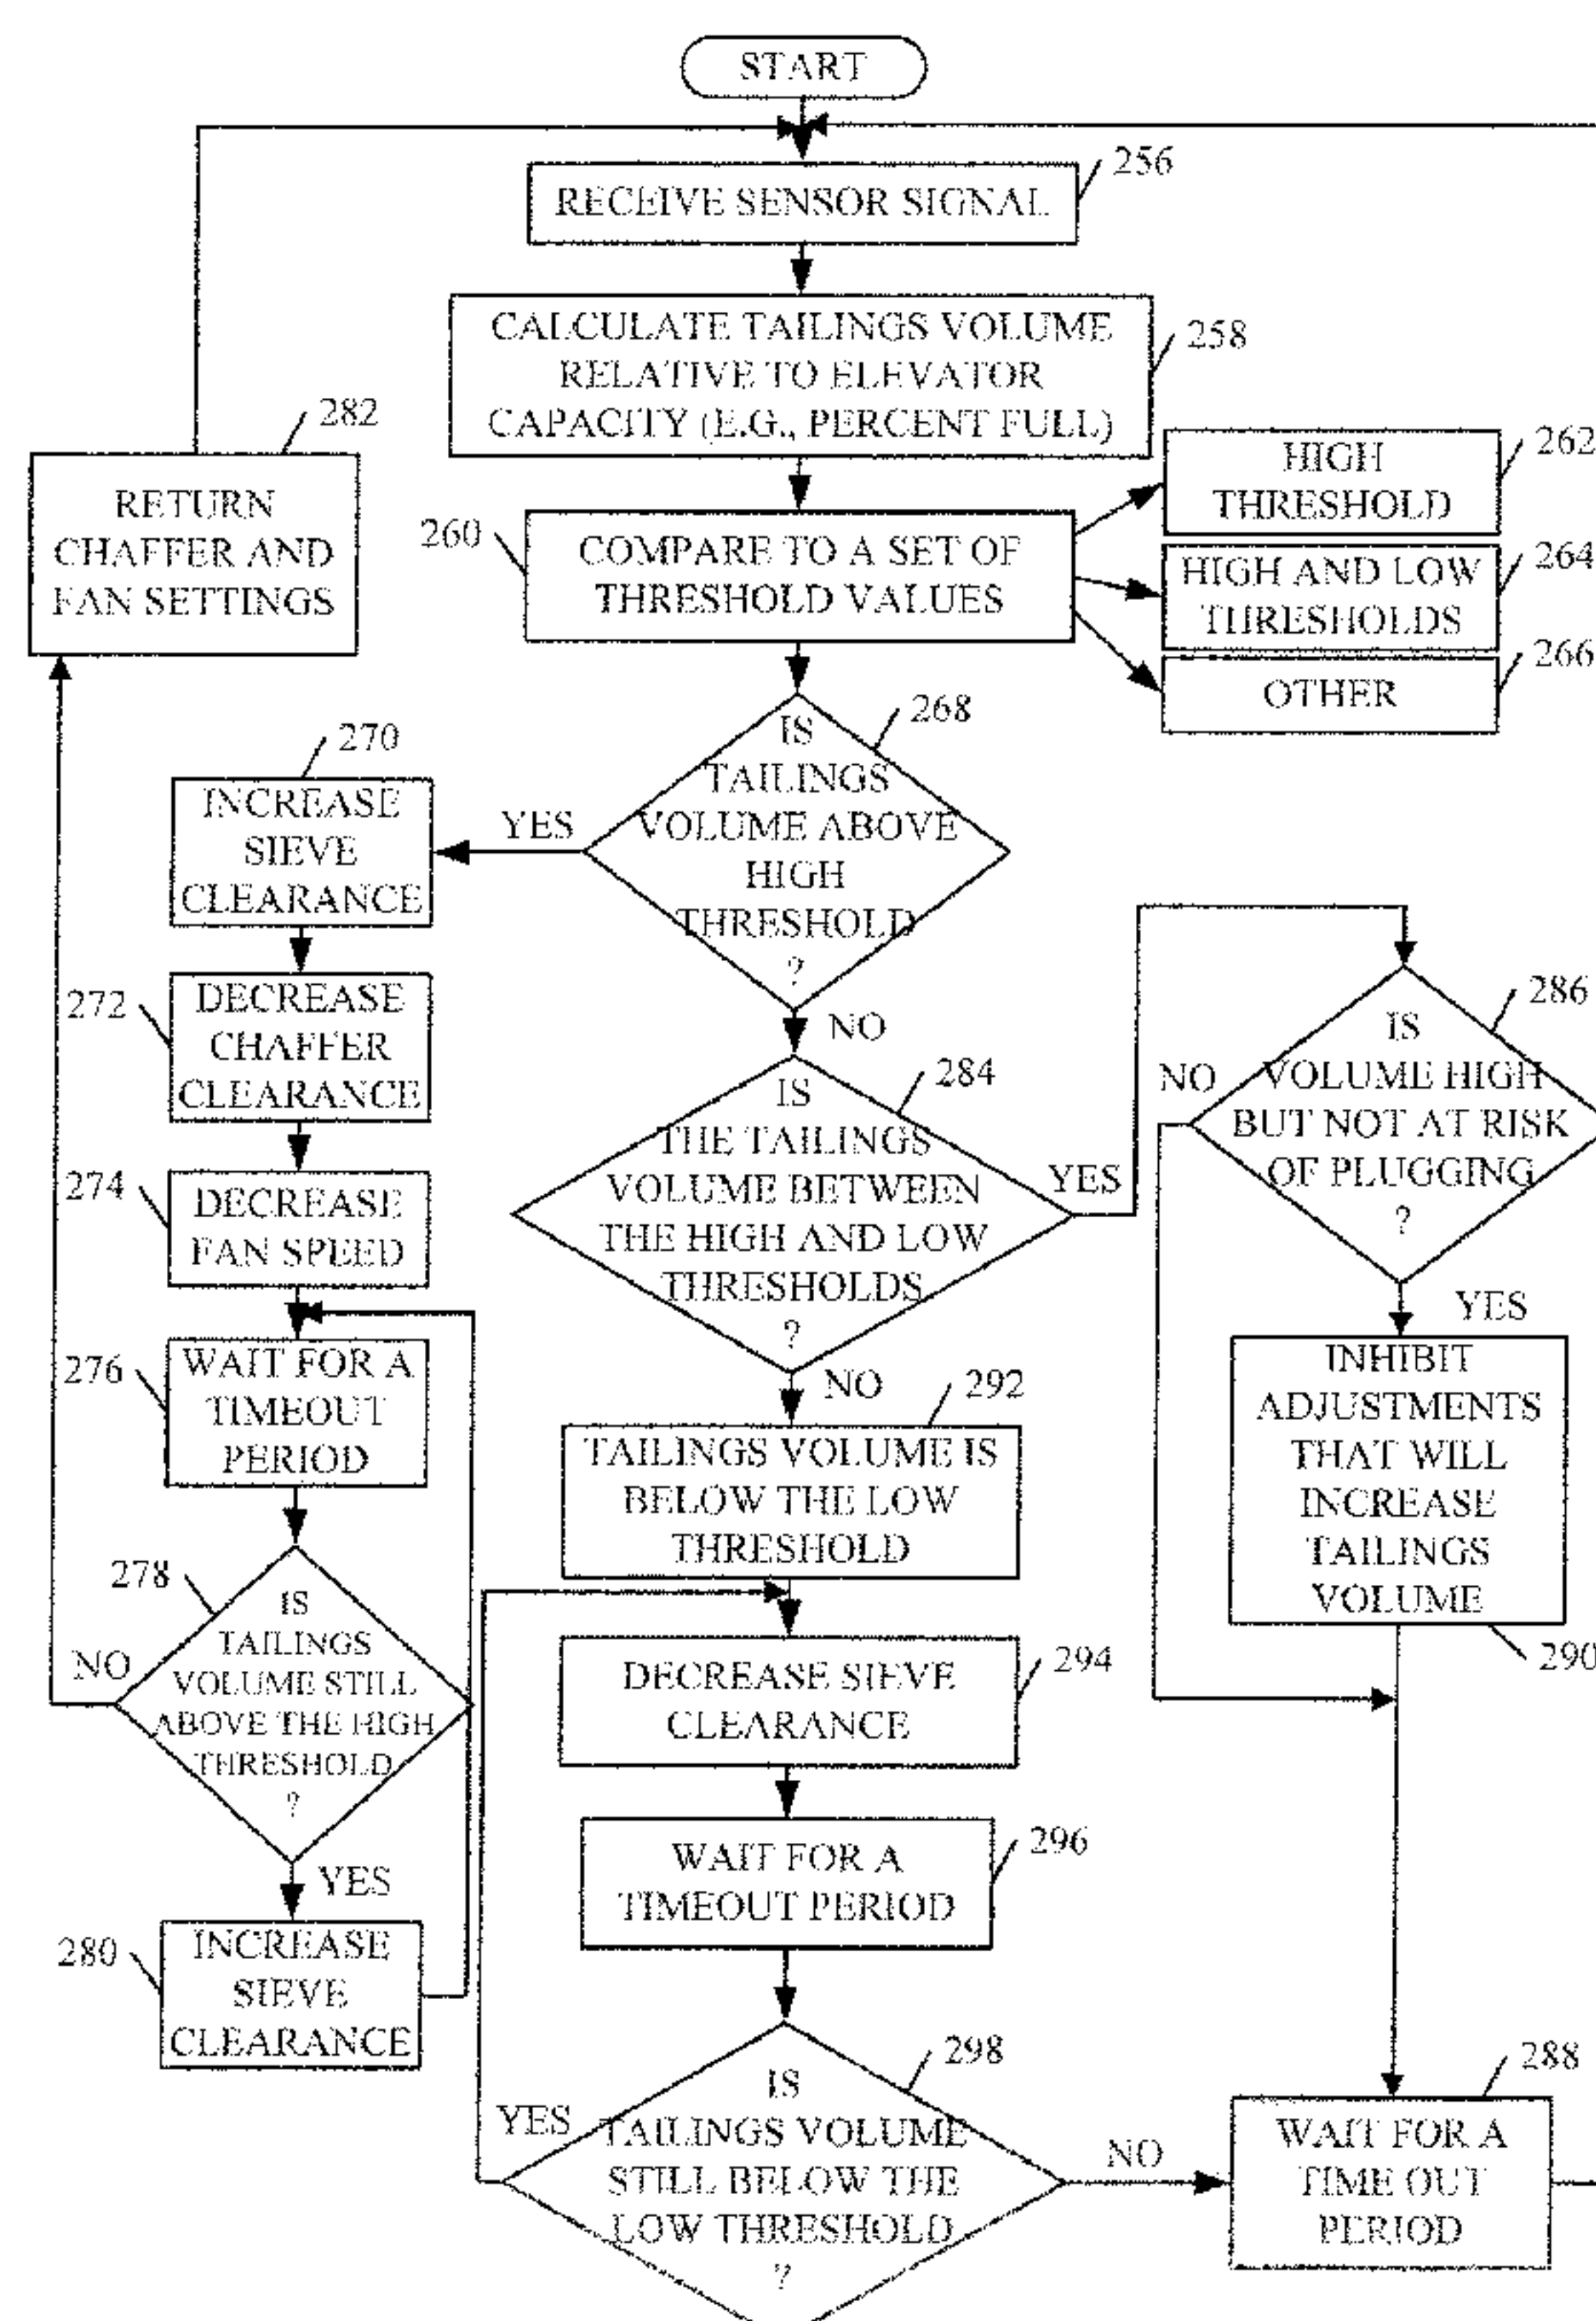 START
RECEIVE SENSOR SIGNAL
256
CALCULATE TAILINGS VOLUME
RELATIVE TO ELEVATOR
CAPACITY (E.G., PERCENT FULL)
258
282
RETURN
CHAFFER AND
FAN SETTINGS
260
COMPARE TO A SET OF
THRESHOLD VALUES
HIGH
THRESHOLD
262
HIGH AND LOW
THRESHOLDS
264
OTHER
266
268
IS
TAILINGS
VOLUME ABOVE
HIGH
THRESHOLD
?
YES
NO
270
INCREASE
SIEVE
CLEARANCE
272
DECREASE
CHAFFER
CLEARANCE
274
DECREASE
FAN SPEED
276
WAIT FOR A
TIMEOUT
PERIOD
278
IS
TAILINGS
VOLUME STILL
ABOVE THE HIGH
THRESHOLD
?
NO
YES
280
INCREASE
SIEVE
CLEARANCE
284
IS
THE TAILINGS
VOLUME BETWEEN
THE HIGH AND LOW
THRESHOLDS
?
YES
NO
286
IS
VOLUME HIGH
BUT NOT AT RISK
OF PLUGGING
?
NO
YES
INHIBIT
ADJUSTMENTS
THAT WILL
INCREASE
TAILINGS
VOLUME
290
292
TAILINGS VOLUME IS
BELOW THE LOW
THRESHOLD
DECREASE SIEVE
CLEARANCE
294
WAIT FOR A
TIMEOUT PERIOD
296
298
IS
TAILINGS VOLUME
STILL BELOW THE
LOW THRESHOLD
?
YES
NO
288
WAIT FOR A
TIME OUT
PERIOD